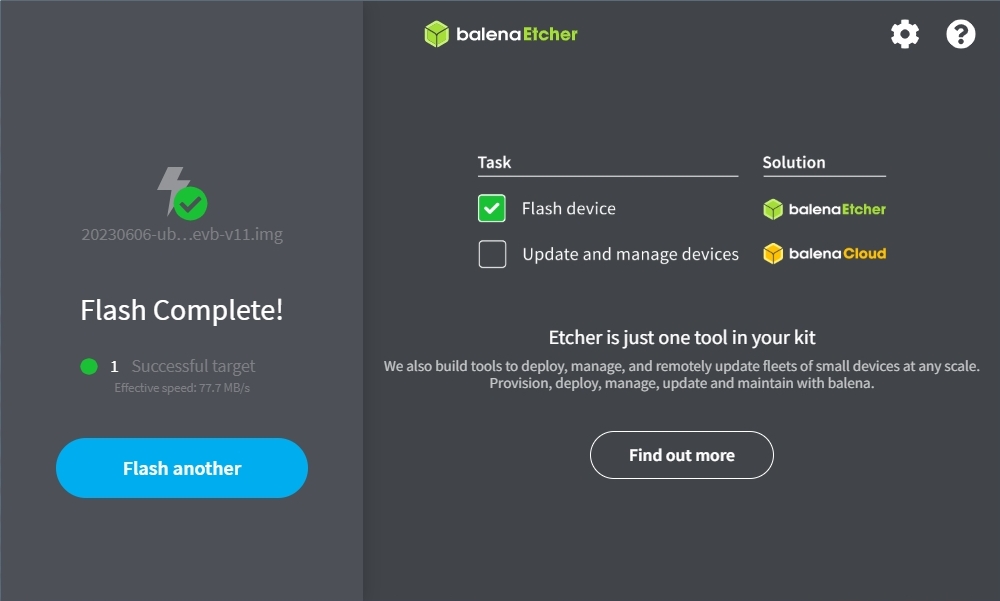 balenaEtcher
20230606-ub...evb-v11.img
Flash Complete!
1 Successful target
Effective speed: 77.7 MB/s
Flash another
Task Solution
Flash device balenaEtcher
Update and manage devices balenaCloud
Etcher is just one tool in your kit
We also build tools to deploy, manage, and remotely update fleets of small devices at any scale.
Provision, deploy, manage, update and maintain with balena.
Find out more